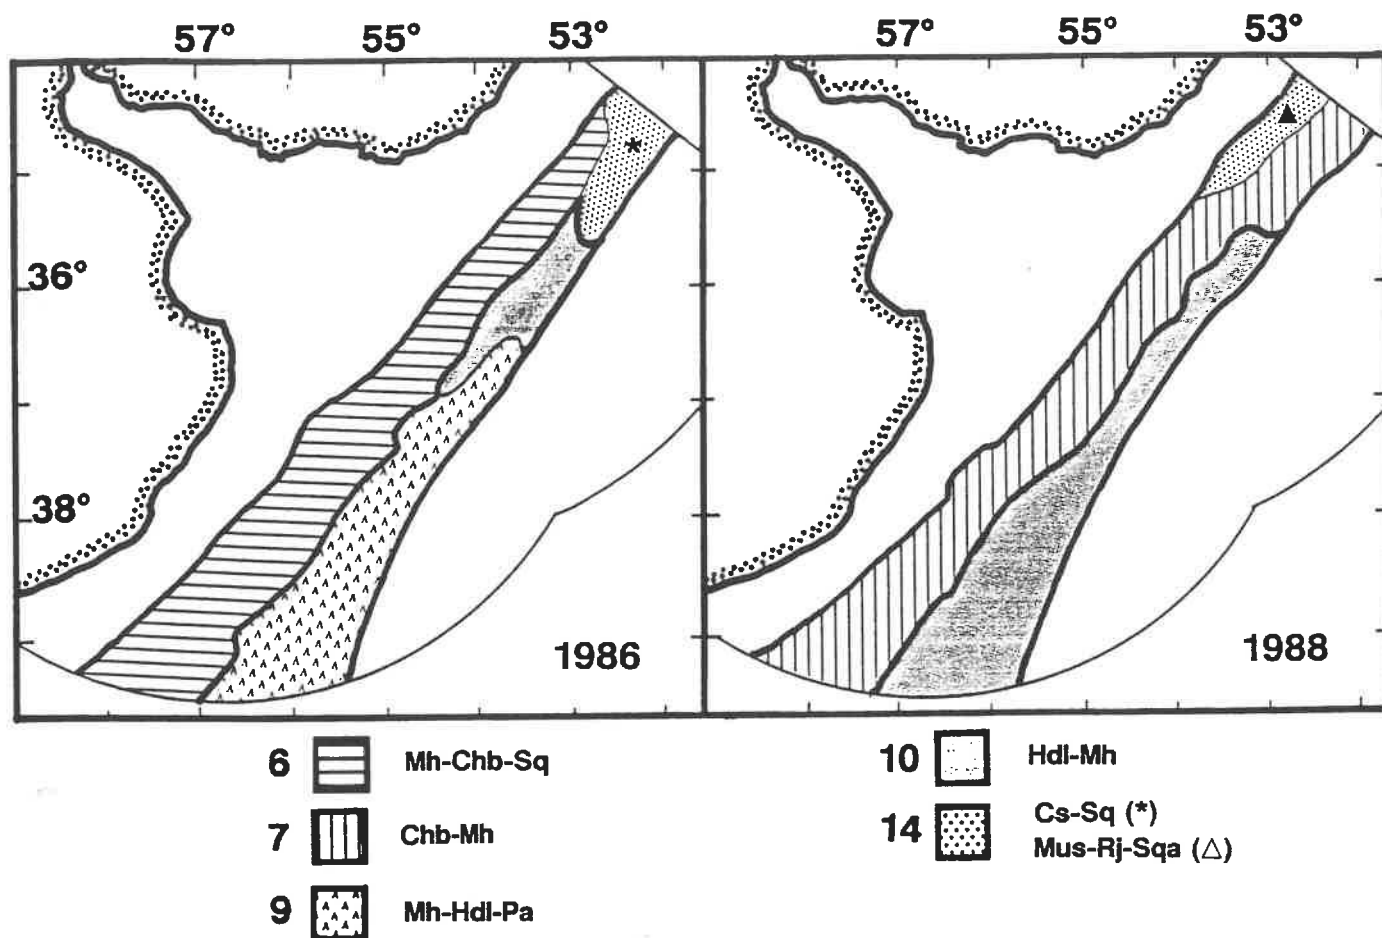 57° 55° 53° 57° 55° 53°
36°
38°
1986 1988
6 Mh-Chb-Sq
7 Chb-Mh
9 Mh-Hdl-Pa
10 Hdl-Mh
14 Cs-Sq (*)
Mus-Rj-Sqa (△)